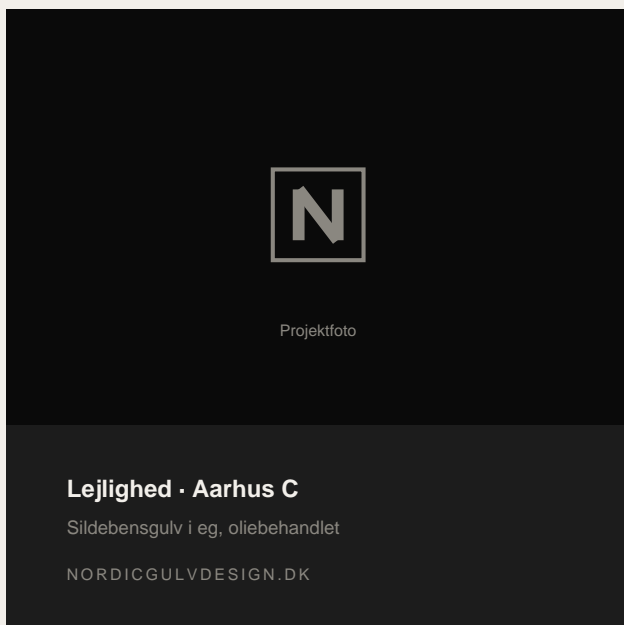 N
Projektfoto
Lejlighed · Aarhus C
Sildebensgulv i eg, oliebehandlet
NORDICGULVDESIGN.DK